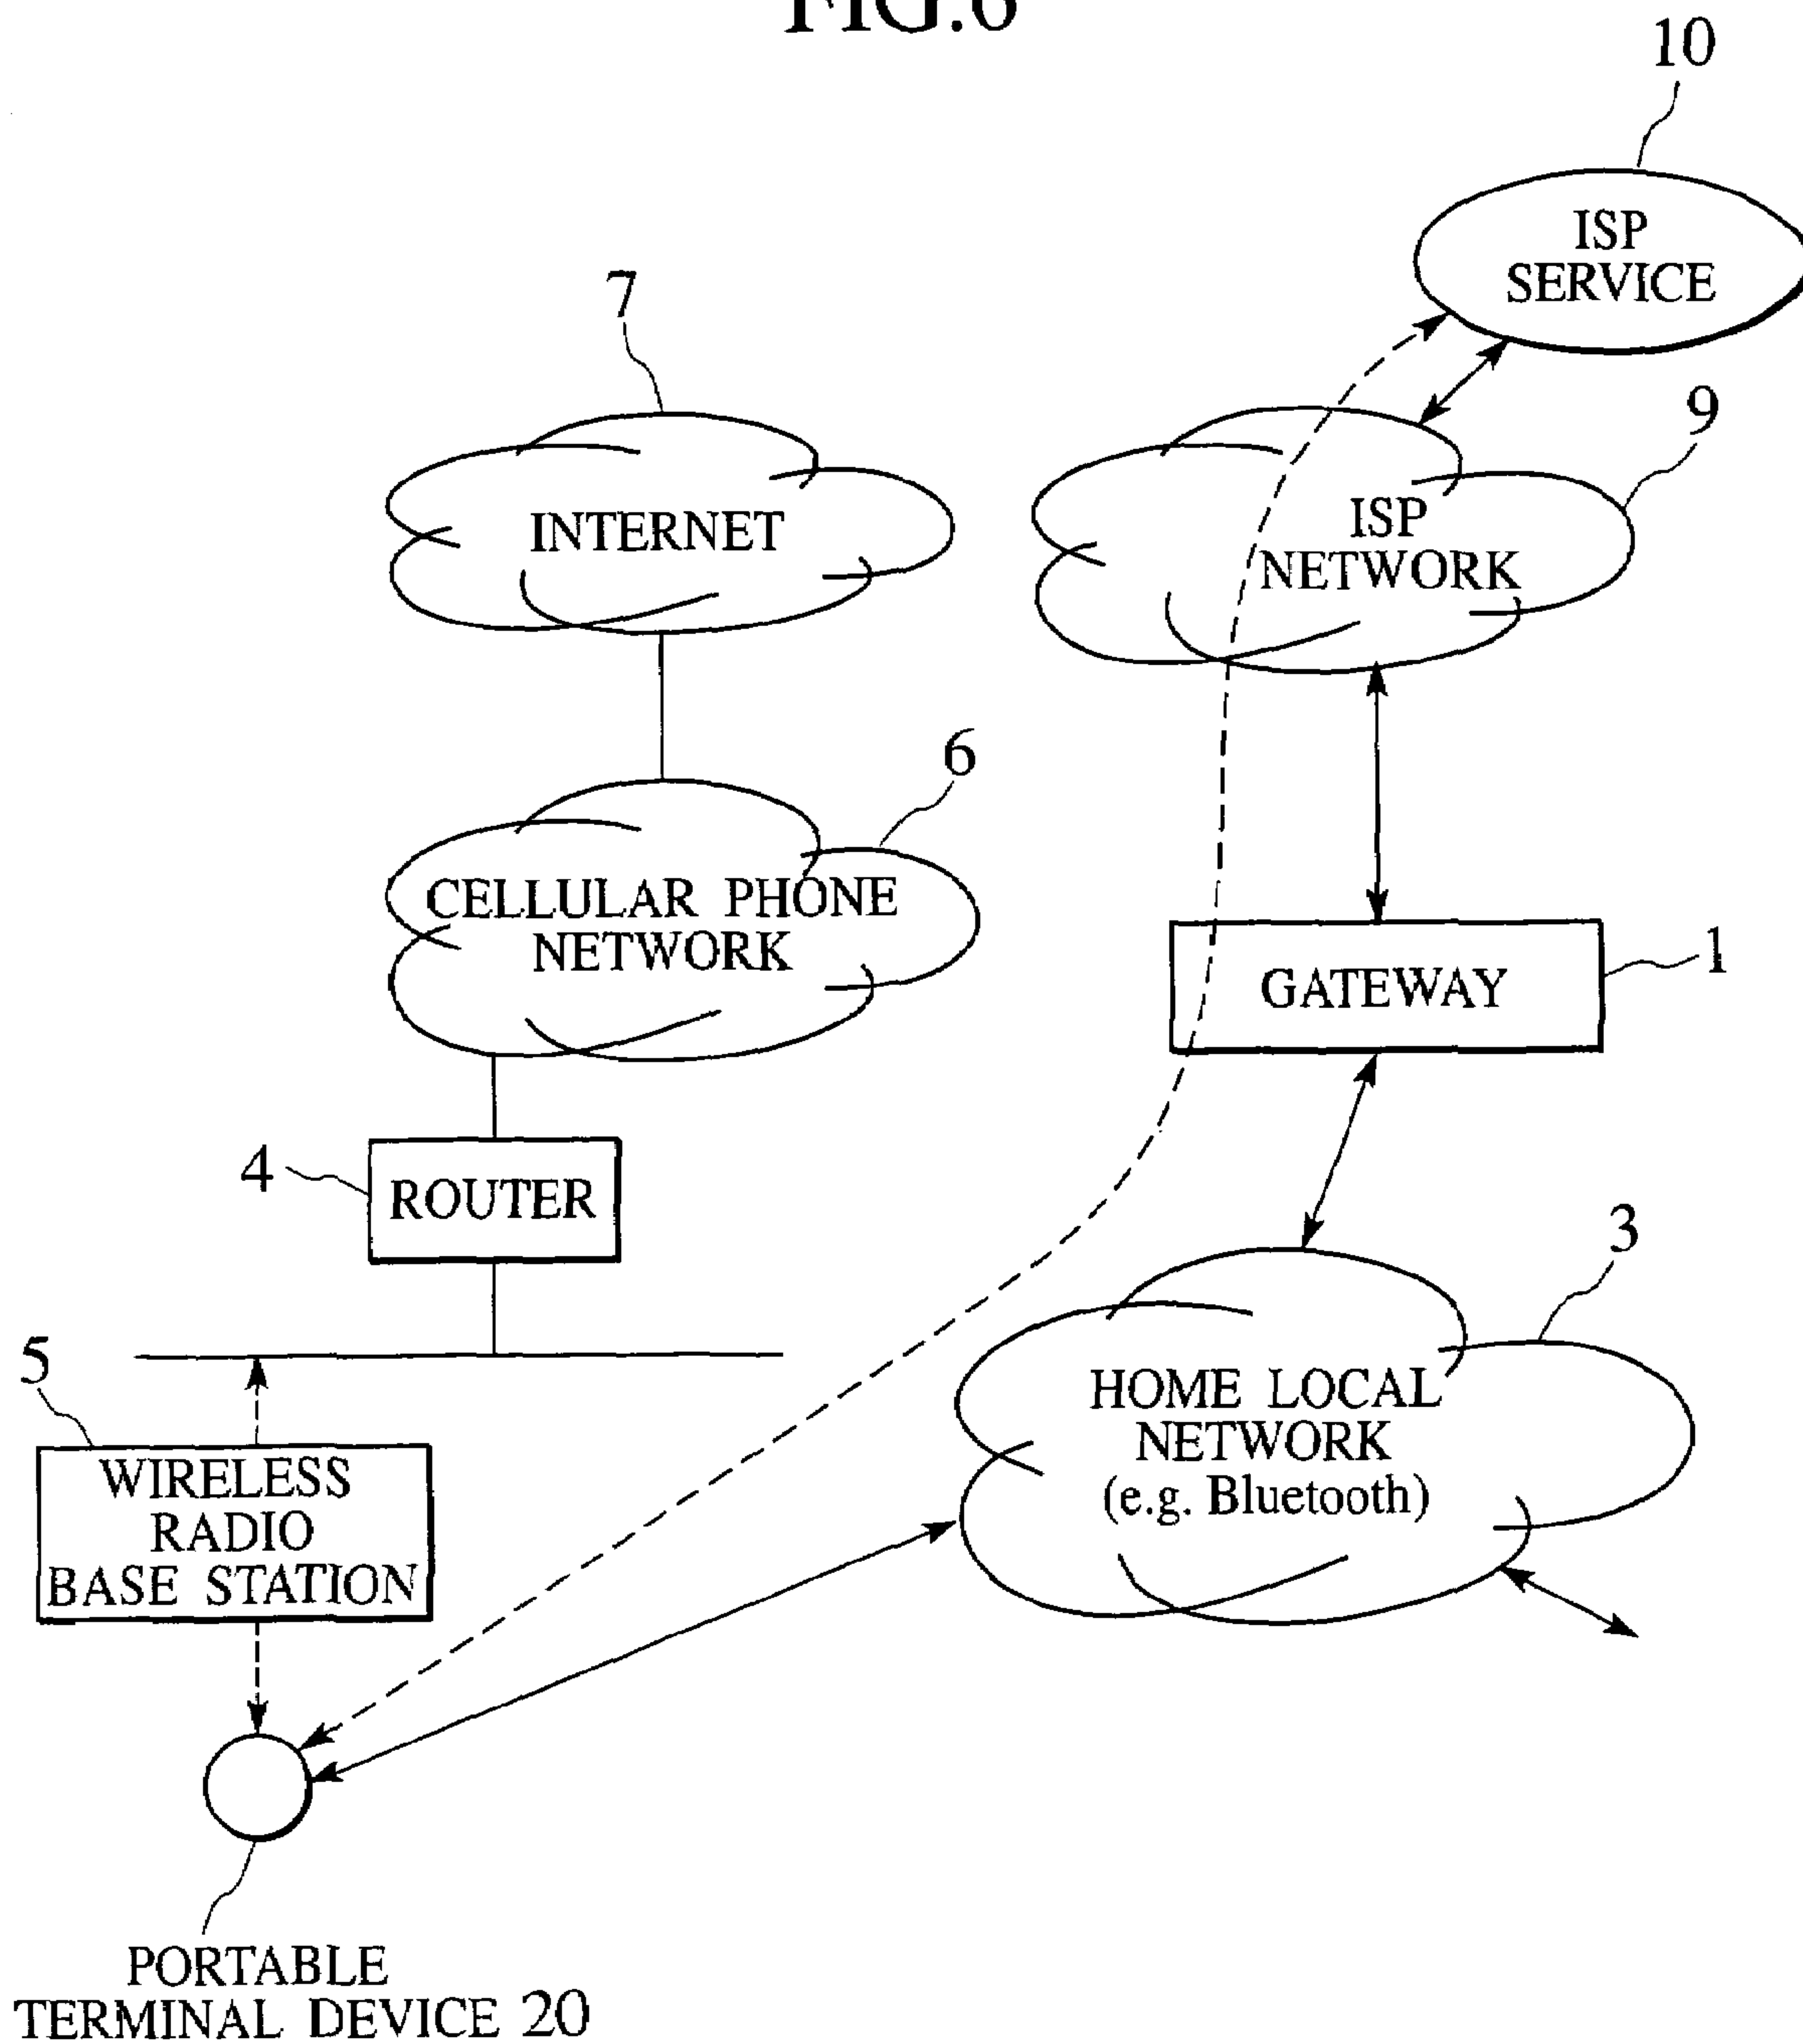 FIG.6
10
ISP
SERVICE
7
INTERNET
9
ISP
NETWORK
6
CELLULAR PHONE
NETWORK
1
GATEWAY
4
ROUTER
3
HOME LOCAL
NETWORK
(e.g. Bluetooth)
5
WIRELESS
RADIO
BASE STATION
PORTABLE
TERMINAL DEVICE 20